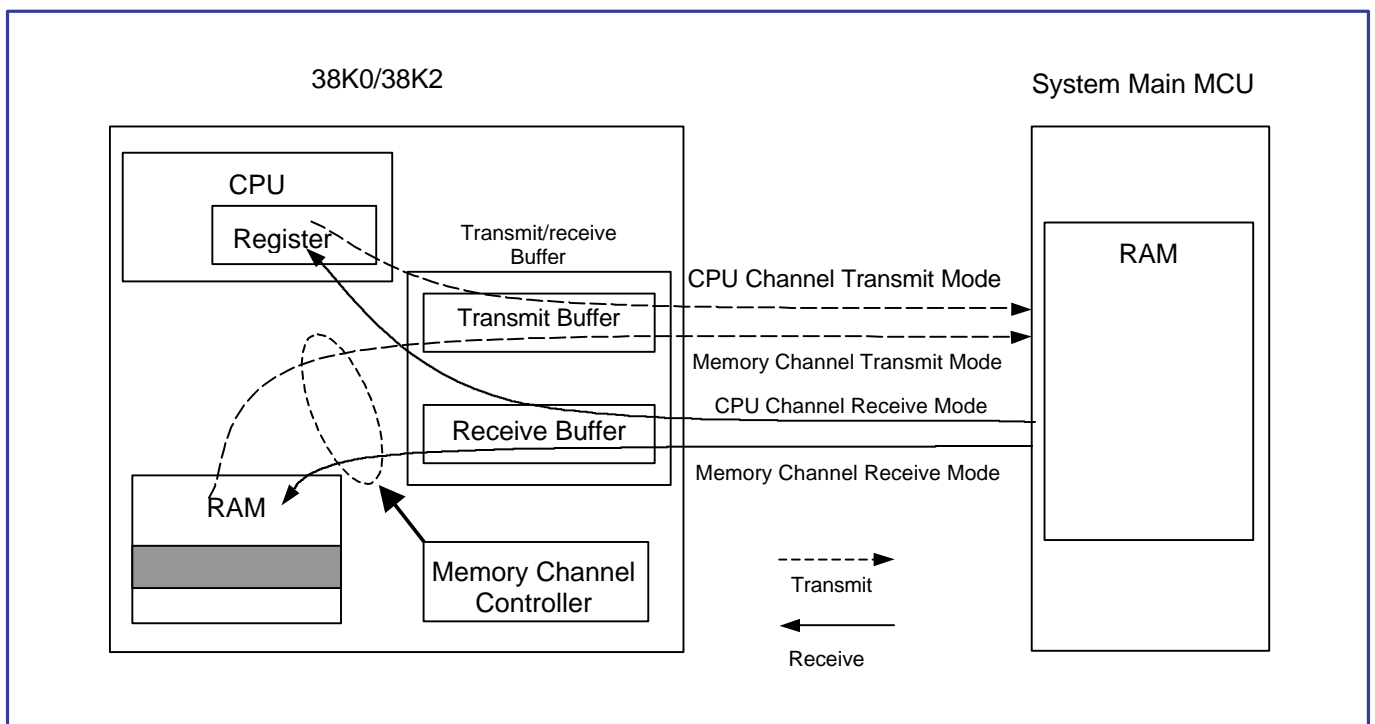 38K0/38K2
System Main MCU
CPU
Register
Transmit/receive
Buffer
RAM
CPU Channel Transmit Mode
Transmit Buffer
Memory Channel Transmit Mode
CPU Channel Receive Mode
Receive Buffer
Memory Channel Receive Mode
RAM
Memory Channel
Controller
Transmit
Receive